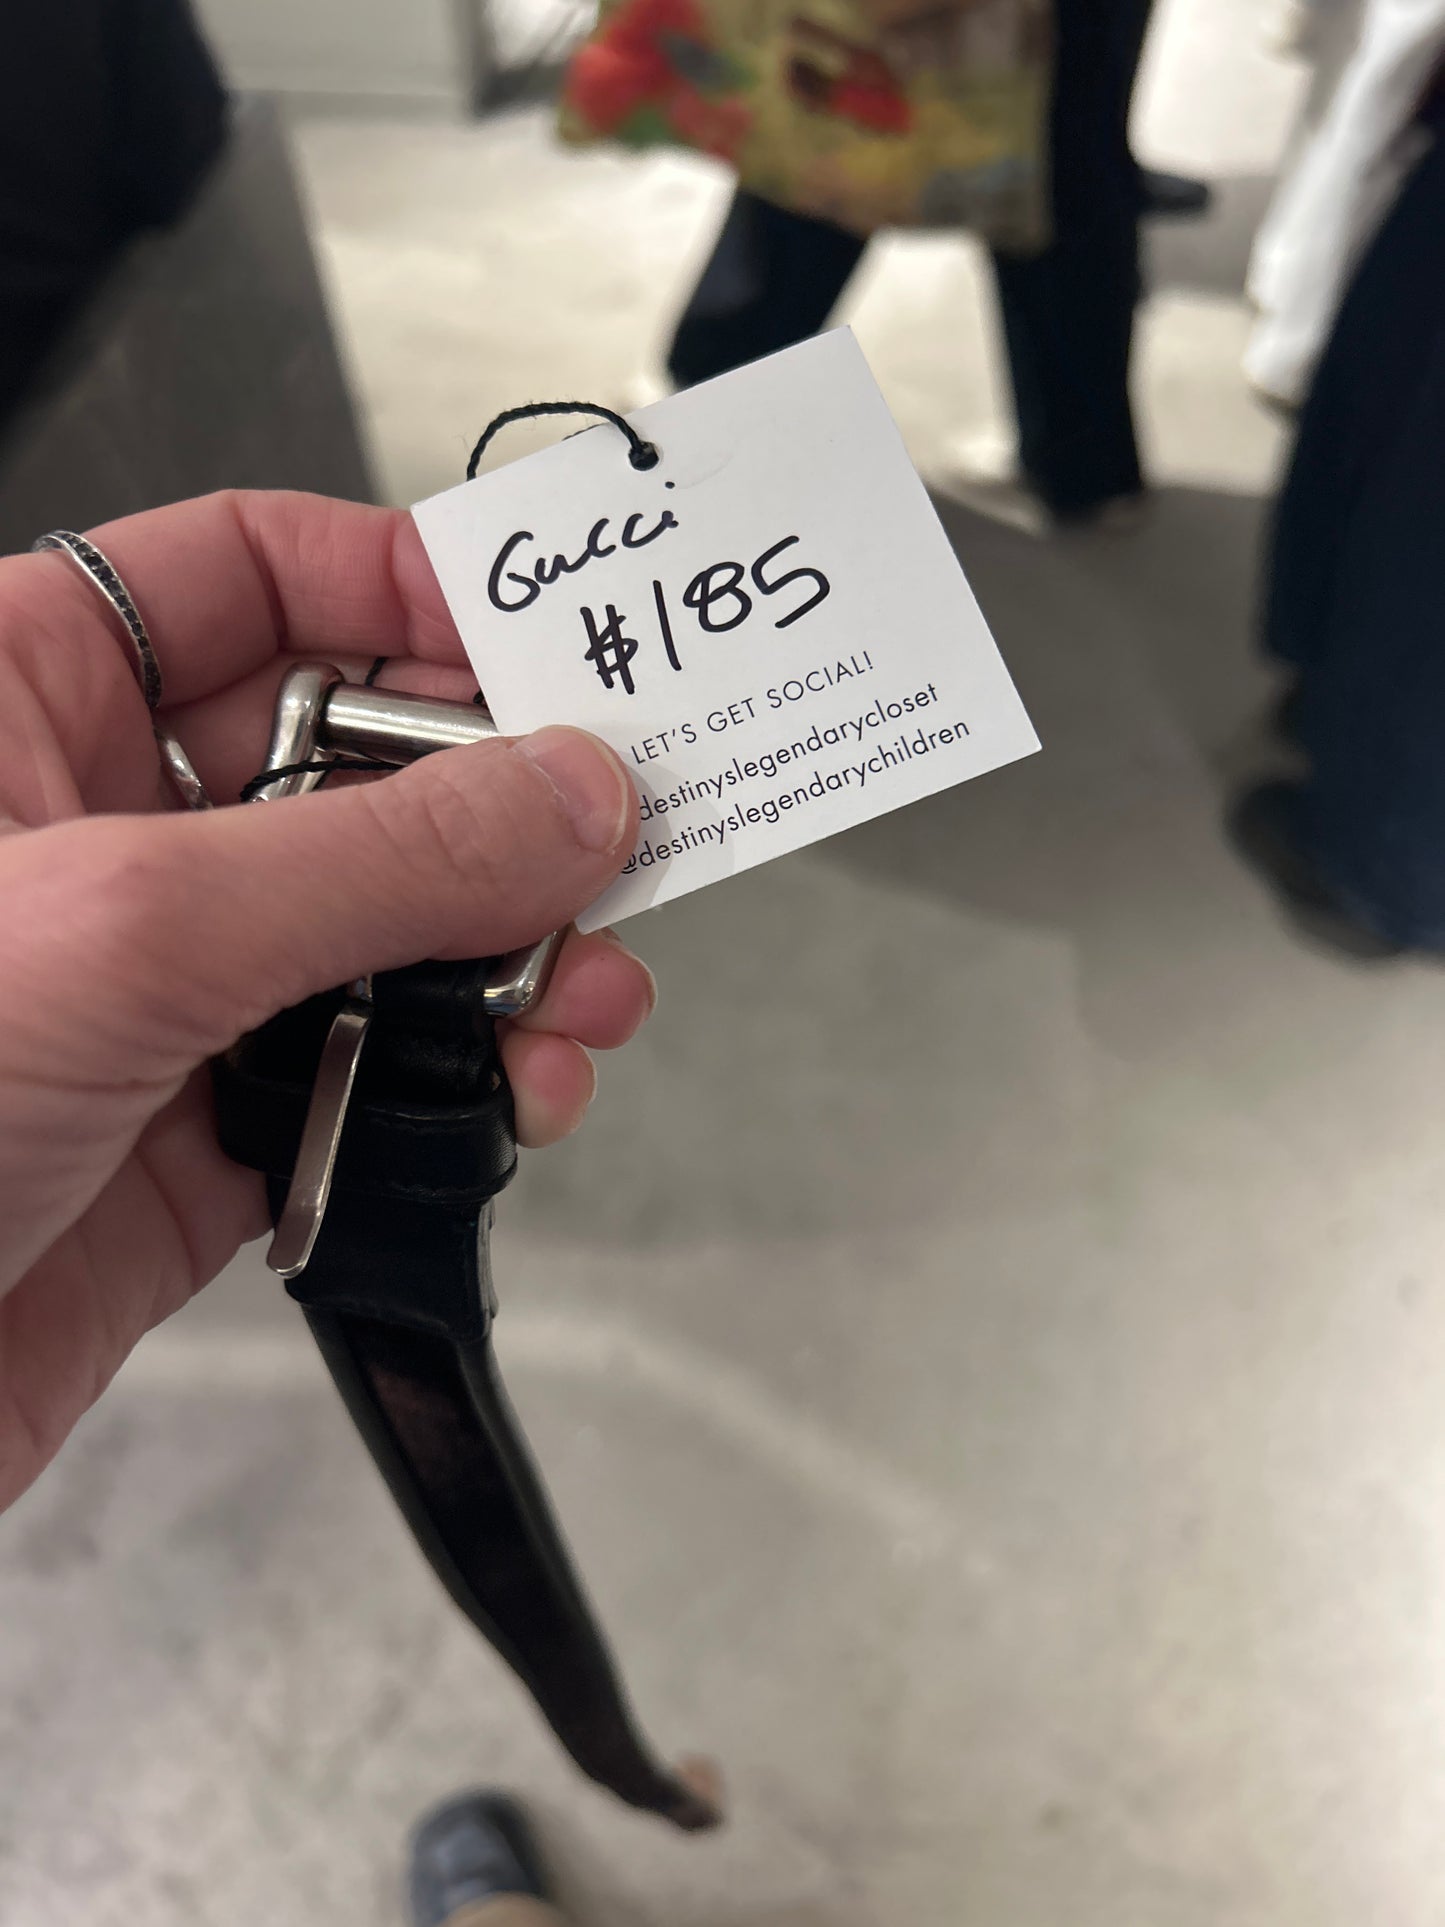 Gucci
$185
LET'S GET SOCIAL!
destinyslegendarycloset
@destinyslegendarychildren